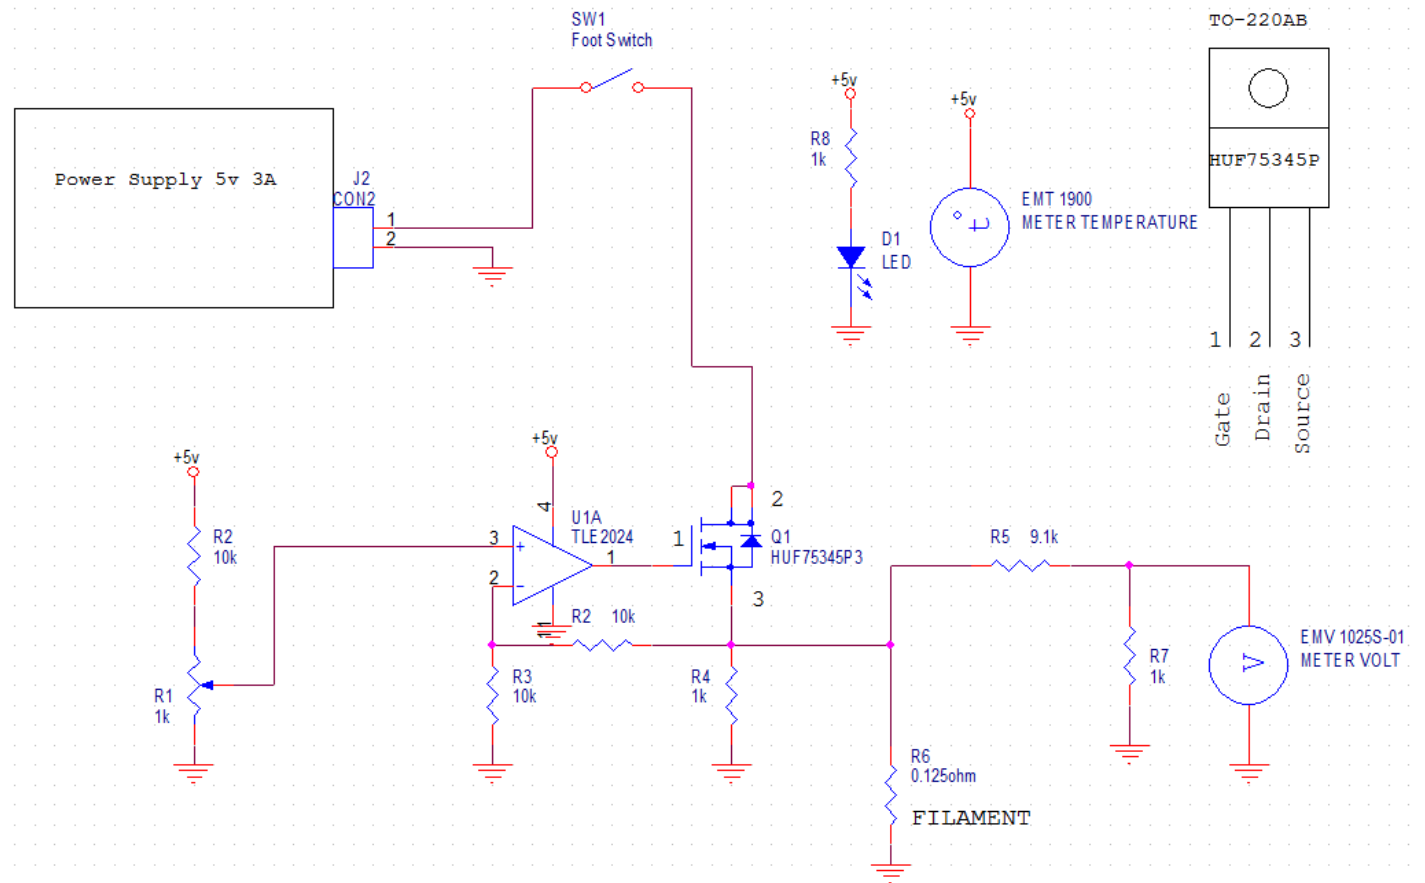 SW1
Foot Switch
TO-220AB
Power Supply 5v 3A
J2
CON2
1
2
+5v
R8
1k
D1
LED
+5v
EMT 1900
METER TEMPERATURE
t
HUF75345P
1 2 3
Gate
Drain
Source
+5v
R2
10k
R1
1k
+5v
4
U1A
TLE2024
3
+
2
-
1
11
R2 10k
R3
10k
1
2
3
Q1
HUF75345P3
R4
1k
R5 9.1k
R7
1k
EMV 1025S-01
METER VOLT
V
R6
0.125ohm
FILAMENT